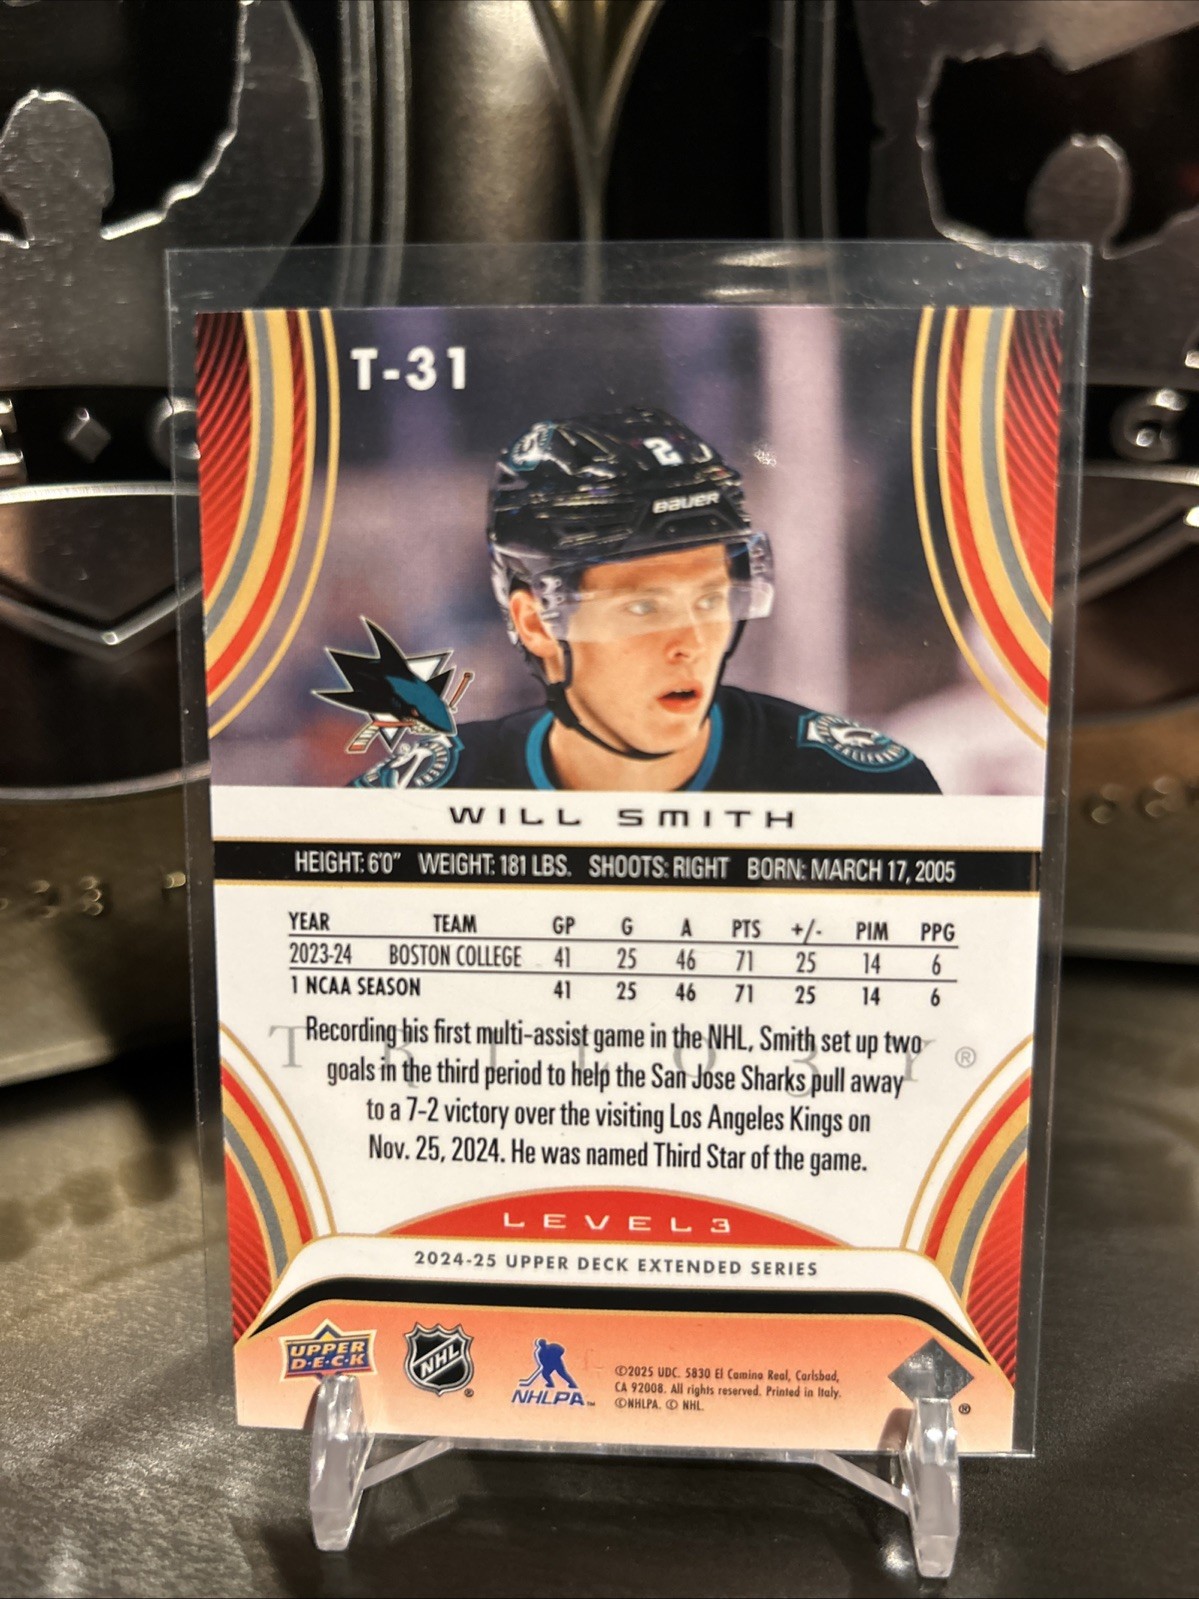 T-31
2
BAUER
WILL SMITH
HEIGHT: 6'0" WEIGHT: 181 LBS. SHOOTS: RIGHT BORN: MARCH 17, 2005
YEAR TEAM GP G A PTS +/- PIM PPG
2023-24 BOSTON COLLEGE 41 25 46 71 25 14 6
1 NCAA SEASON 41 25 46 71 25 14 6
TRILO3Y®
Recording his first multi-assist game in the NHL, Smith set up two
goals in the third period to help the San Jose Sharks pull away
to a 7-2 victory over the visiting Los Angeles Kings on
Nov. 25, 2024. He was named Third Star of the game.
LEVEL 3
2024-25 UPPER DECK EXTENDED SERIES
UPPER
D·E·C·K
NHL®
NHLPA™
©2025 UDC. 5830 El Camino Real, Carlsbad,
CA 92008. All rights reserved. Printed in Italy.
©NHLPA. © NHL.
®